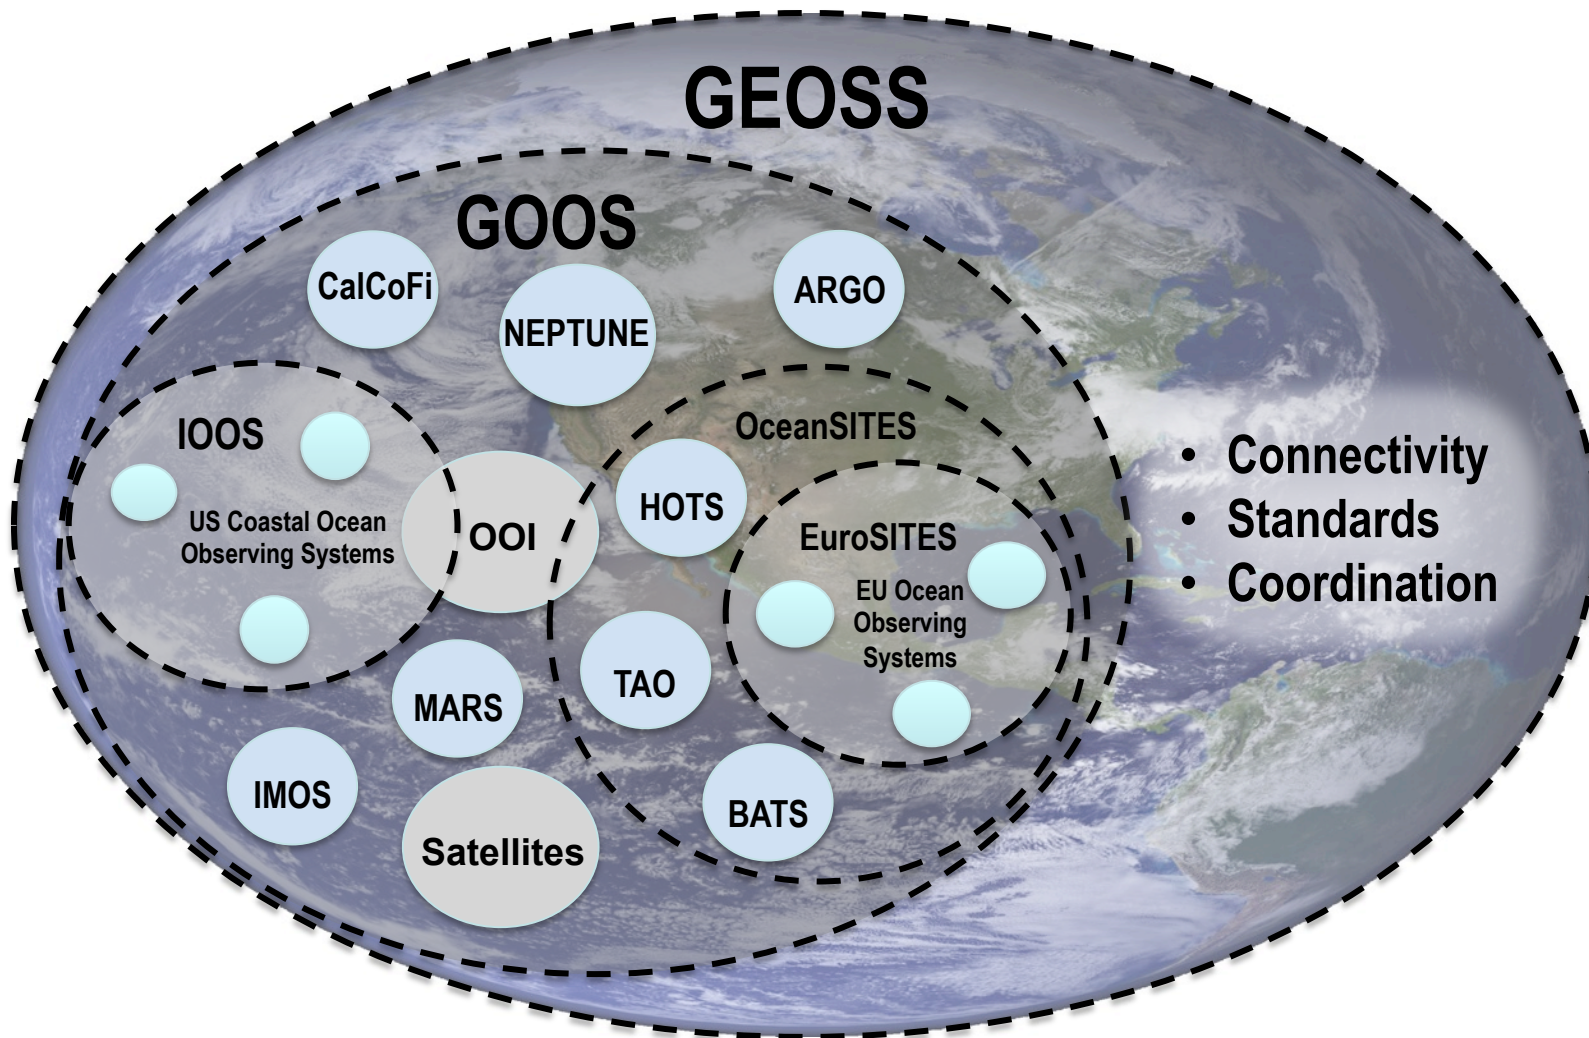 GEOSS
GOOS
CalCoFi
NEPTUNE
ARGO
IOOS
US Coastal Ocean
Observing Systems
OOI
OceanSITES
HOTS
EuroSITES
EU Ocean
Observing
Systems
• Connectivity
• Standards
• Coordination
MARS
TAO
IMOS
BATS
Satellites